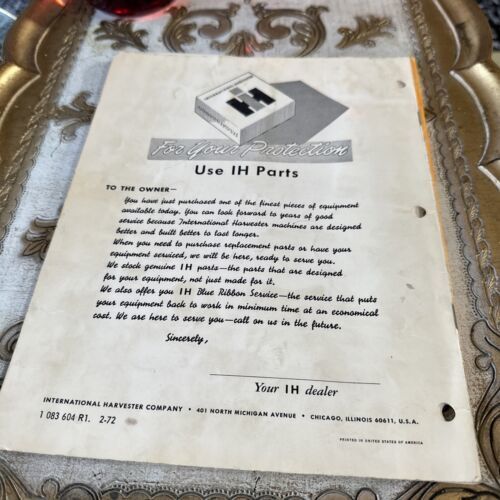 INTERNATIONAL HARVESTER
IH
For Your Protection
Use IH Parts
TO THE OWNER—
You have just purchased one of the finest pieces of equipment
available today. You can look forward to years of good
service because International Harvester machines are designed
better and built better to last longer.
When you need to purchase replacement parts or have your
equipment serviced, we will be here, ready to serve you.
We stock genuine IH parts—the parts that are designed
for your equipment, not just made for it.
We also offer you IH Blue Ribbon Service—the service that puts
your equipment back to work in minimum time at an economical
cost. We are here to serve you—call on us in the future.
Sincerely,
Your IH dealer
INTERNATIONAL HARVESTER COMPANY • 401 NORTH MICHIGAN AVENUE • CHICAGO, ILLINOIS 60611, U.S.A.
1 083 604 R1. 2-72
PRINTED IN UNITED STATES OF AMERICA